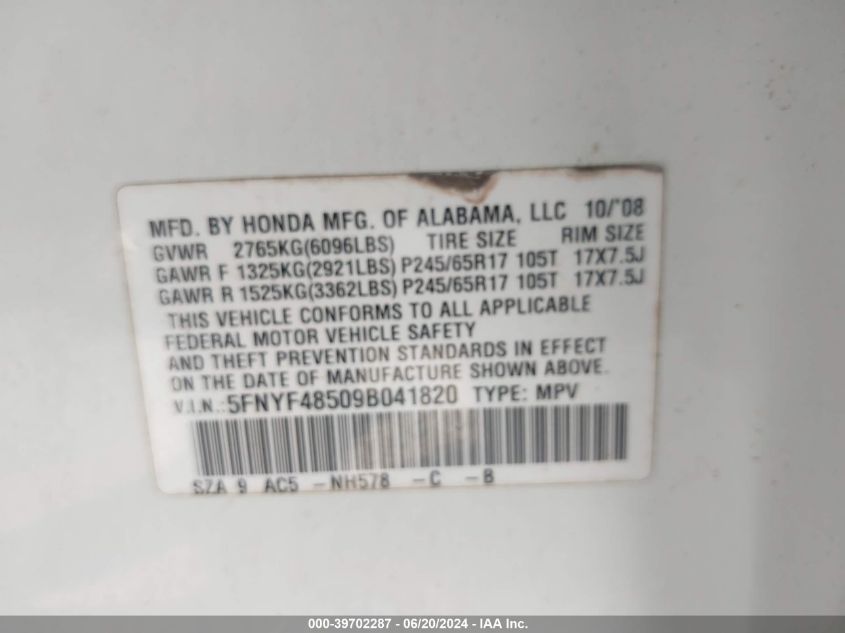 MFD. BY HONDA MFG. OF ALABAMA, LLC 10/'08
GVWR 2765KG(6096LBS) TIRE SIZE RIM SIZE
GAWR F 1325KG(2921LBS) P245/65R17 105T 17X7.5J
GAWR R 1525KG(3362LBS) P245/65R17 105T 17X7.5J
THIS VEHICLE CONFORMS TO ALL APPLICABLE
FEDERAL MOTOR VEHICLE SAFETY
AND THEFT PREVENTION STANDARDS IN EFFECT
ON THE DATE OF MANUFACTURE SHOWN ABOVE.
V.I.N.:5FNYF48509B041820 TYPE: MPV
SZA 9 AC5 -NH578 -C -B
000-39702287 - 06/20/2024 - IAA Inc.